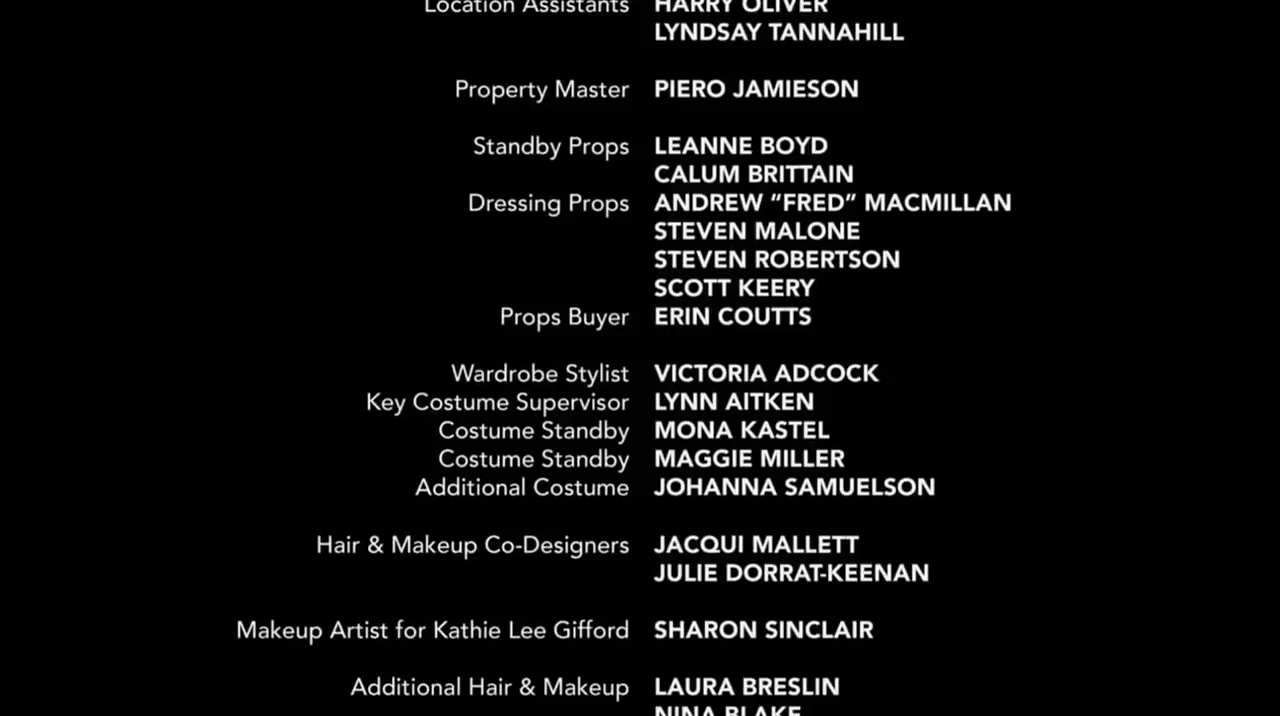 Location Assistants HARRY OLIVER
LYNDSAY TANNAHILL
Property Master PIERO JAMIESON
Standby Props LEANNE BOYD
CALUM BRITTAIN
Dressing Props ANDREW “FRED” MACMILLAN
STEVEN MALONE
STEVEN ROBERTSON
SCOTT KEERY
Props Buyer ERIN COUTTS
Wardrobe Stylist VICTORIA ADCOCK
Key Costume Supervisor LYNN AITKEN
Costume Standby MONA KASTEL
Costume Standby MAGGIE MILLER
Additional Costume JOHANNA SAMUELSON
Hair & Makeup Co-Designers JACQUI MALLETT
JULIE DORRAT-KEENAN
Makeup Artist for Kathie Lee Gifford SHARON SINCLAIR
Additional Hair & Makeup LAURA BRESLIN
NINA BLAKE